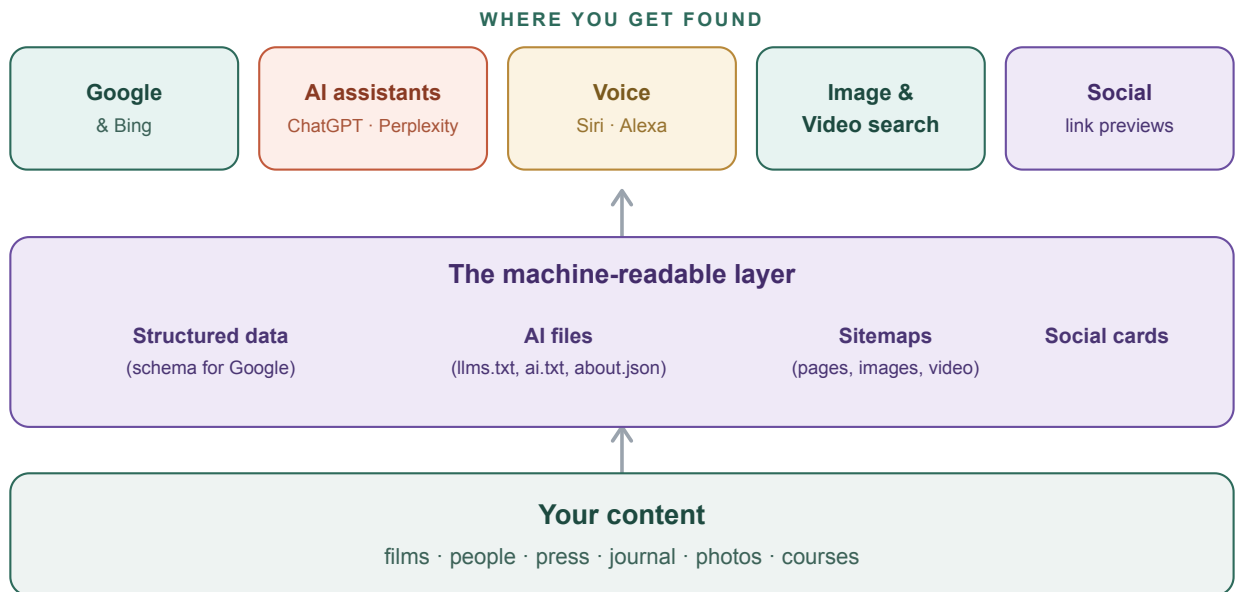 WHERE YOU GET FOUND
Google
& Bing
AI assistants
ChatGPT · Perplexity
Voice
Siri · Alexa
Image &
Video search
Social
link previews
The machine-readable layer
Structured data
(schema for Google)
AI files
(llms.txt, ai.txt, about.json)
Sitemaps
(pages, images, video)
Social cards
Your content
films · people · press · journal · photos · courses